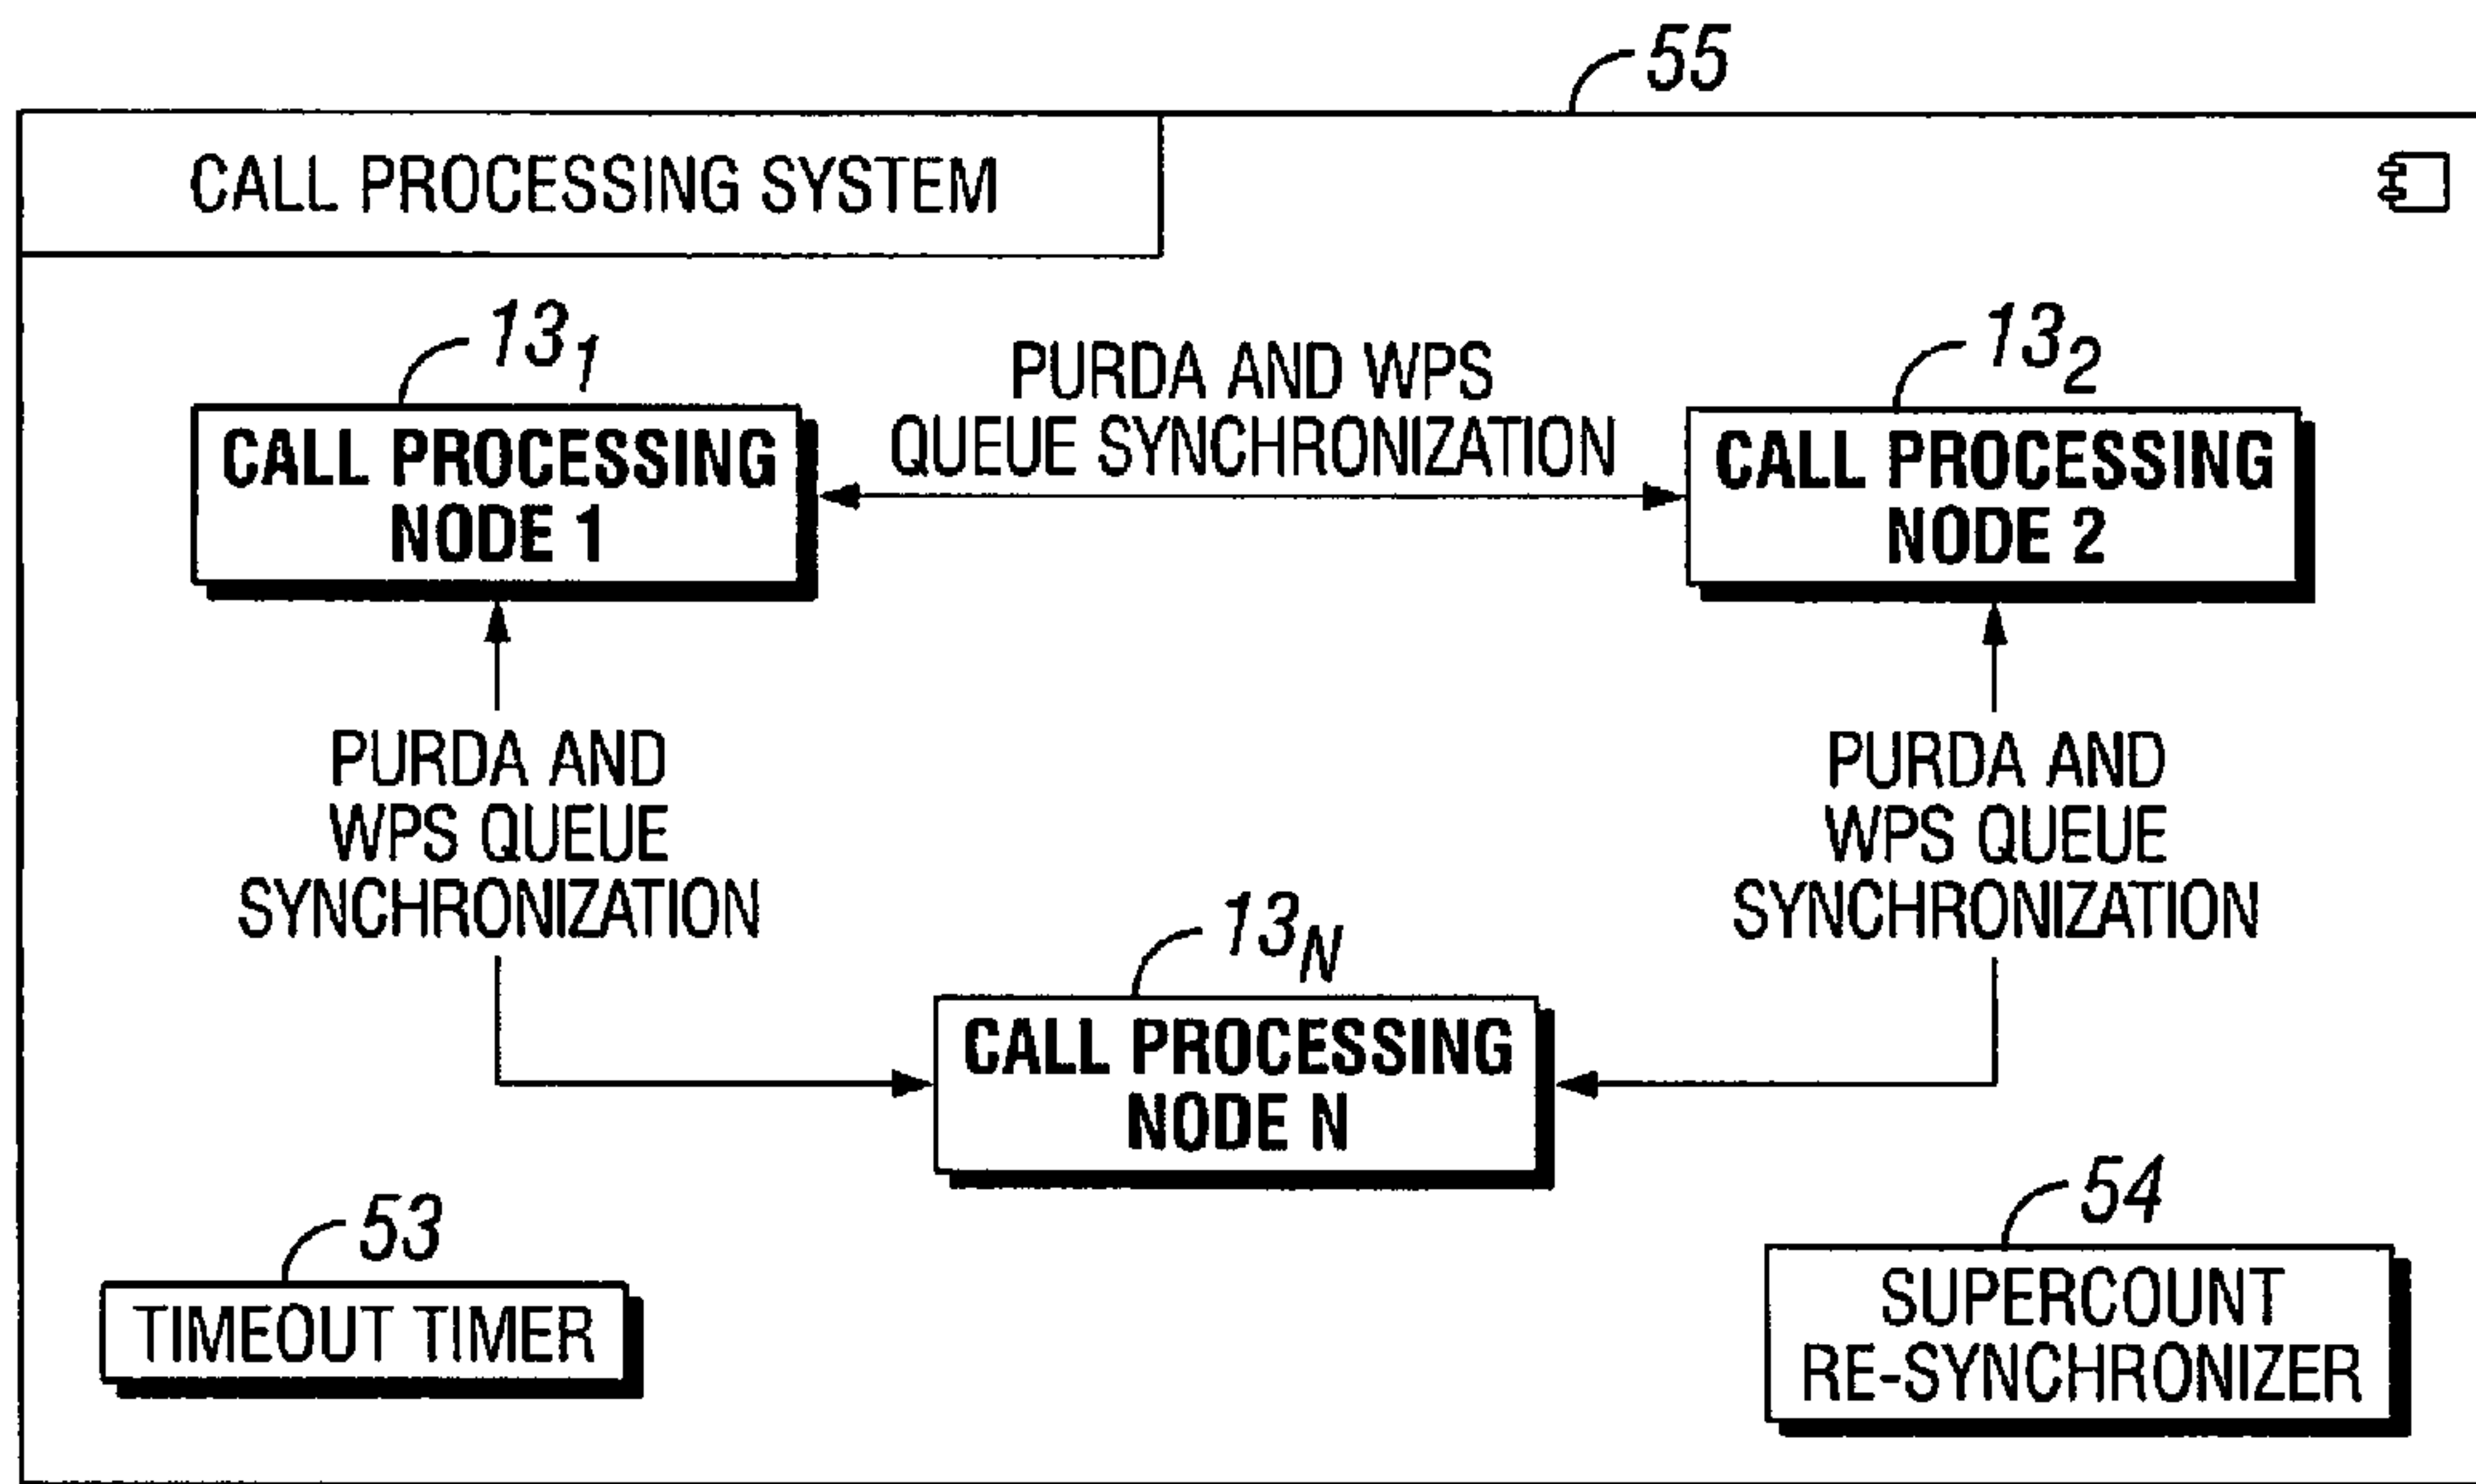 55
CALL PROCESSING SYSTEM
13₁
PURDA AND WPS
QUEUE SYNCHRONIZATION
13₂
CALL PROCESSING
NODE 1
CALL PROCESSING
NODE 2
PURDA AND
WPS QUEUE
SYNCHRONIZATION
PURDA AND
WPS QUEUE
SYNCHRONIZATION
13N
CALL PROCESSING
NODE N
53
TIMEOUT TIMER
54
SUPERCOUNT
RE-SYNCHRONIZER